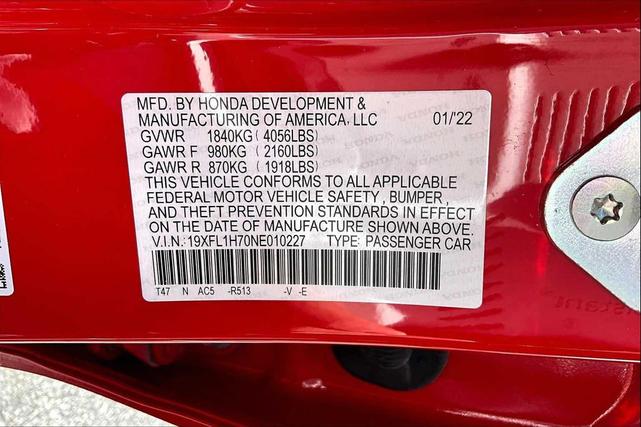 MFD. BY HONDA DEVELOPMENT &
MANUFACTURING OF AMERICA, LLC 01/'22
GVWR 1840KG ( 4056LBS)
GAWR F 980KG ( 2160LBS)
GAWR R 870KG ( 1918LBS)
THIS VEHICLE CONFORMS TO ALL APPLICABLE
FEDERAL MOTOR VEHICLE SAFETY , BUMPER ,
AND THEFT PREVENTION STANDARDS IN EFFECT
ON THE DATE OF MANUFACTURE SHOWN ABOVE.
V.I.N.: 19XFL1H70NE010227 TYPE: PASSENGER CAR
T47 N AC5 -R513 -V -E